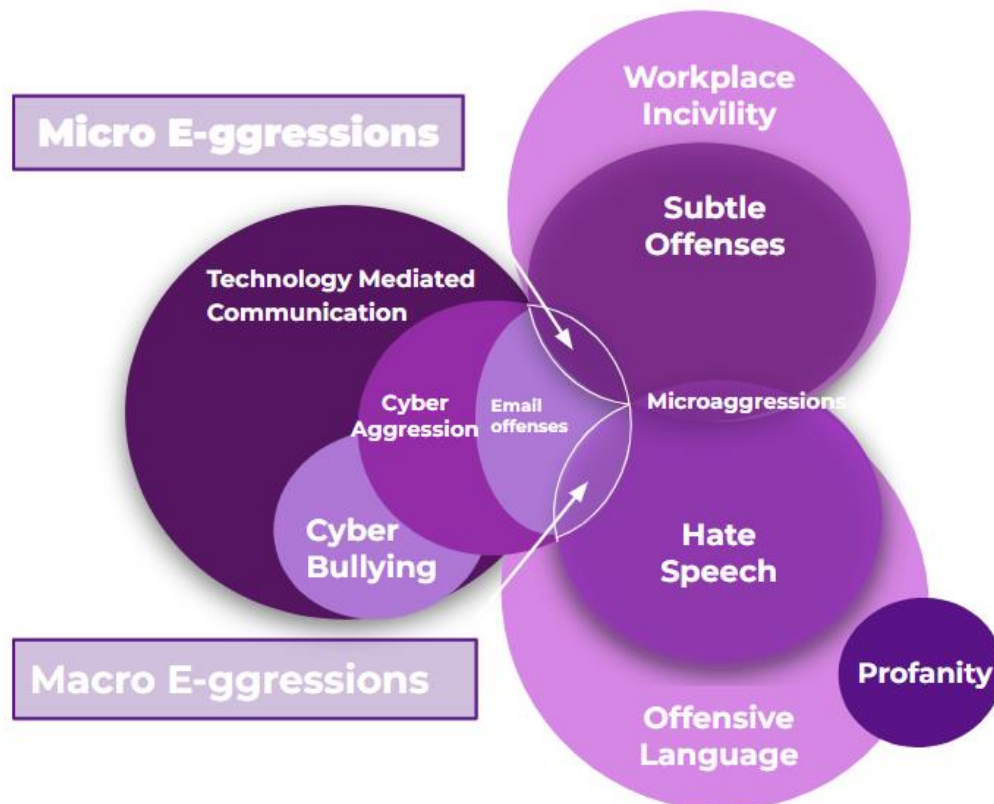 Workplace
Incivility
Micro E-ggressions
Subtle
Offenses
Technology Mediated
Communication
Cyber
Aggression
Email
offenses
Microaggressions
Cyber
Bullying
Hate
Speech
Macro E-ggressions
Profanity
Offensive
Language